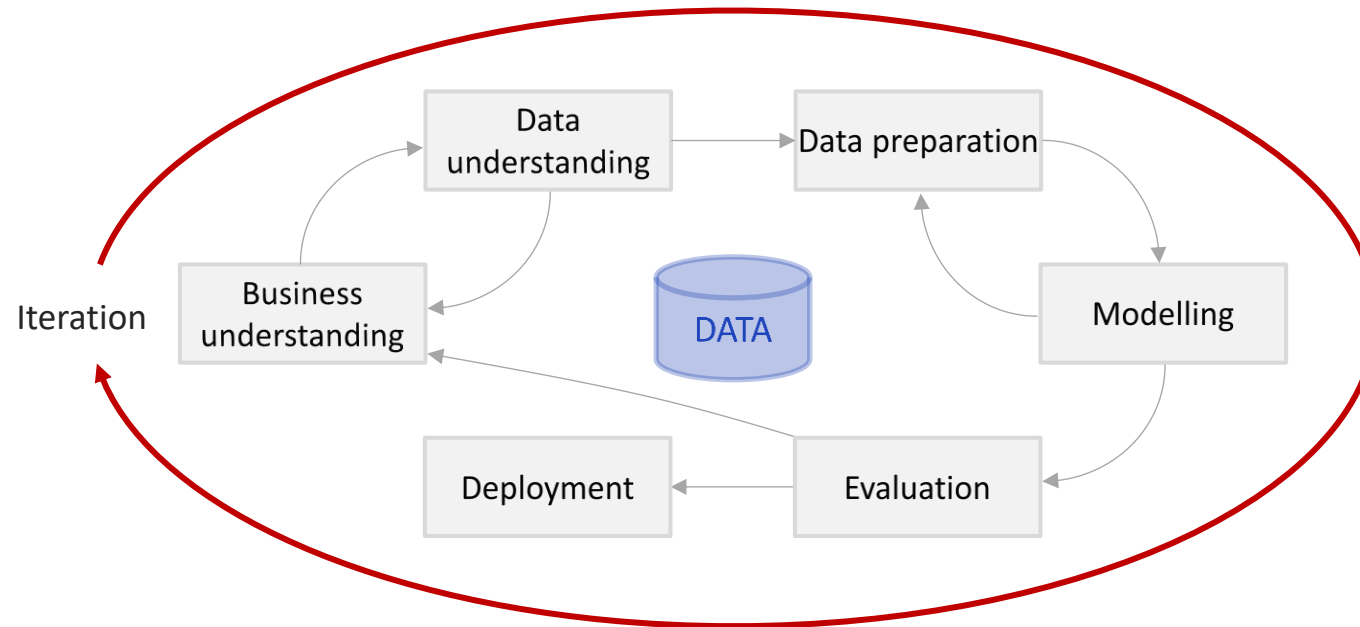 Data
understanding
Data preparation
Iteration
Business
understanding
DATA
Modelling
Deployment
Evaluation